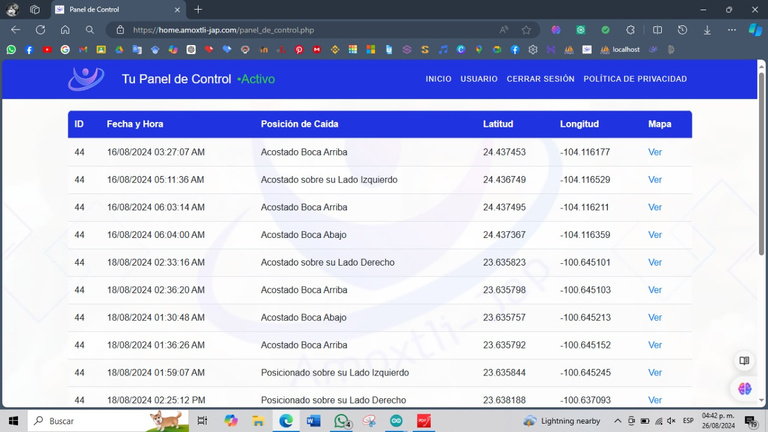 Panel de Control
https://home.amoxtli-jap.com/panel_de_control.php
localhost
Tu Panel de Control •Activo
INICIO USUARIO CERRAR SESIÓN POLÍTICA DE PRIVACIDAD
ID Fecha y Hora Posición de Caída Latitud Longitud Mapa
44 16/08/2024 03:27:07 AM Acostado Boca Arriba 24.437453 -104.116177 Ver
44 16/08/2024 05:11:36 AM Acostado sobre su Lado Izquierdo 24.436749 -104.116529 Ver
44 16/08/2024 06:03:14 AM Acostado Boca Arriba 24.437495 -104.116211 Ver
44 16/08/2024 06:04:00 AM Acostado Boca Abajo 24.437367 -104.116359 Ver
44 18/08/2024 02:33:16 AM Acostado sobre su Lado Derecho 23.635823 -100.645101 Ver
44 18/08/2024 02:36:20 AM Acostado Boca Arriba 23.635798 -100.645103 Ver
44 18/08/2024 01:30:48 AM Acostado Boca Abajo 23.635757 -100.645213 Ver
44 18/08/2024 01:36:26 AM Acostado Boca Arriba 23.635792 -100.645152 Ver
44 18/08/2024 01:59:07 AM Posicionado sobre su Lado Izquierdo 23.635844 -100.645245 Ver
44 18/08/2024 02:25:12 PM Posicionado sobre su Lado Derecho 23.638188 -100.637093 Ver
Amoxtli-Jap
Buscar
Lightning nearby
ESP
04:42 p. m.
26/08/2024